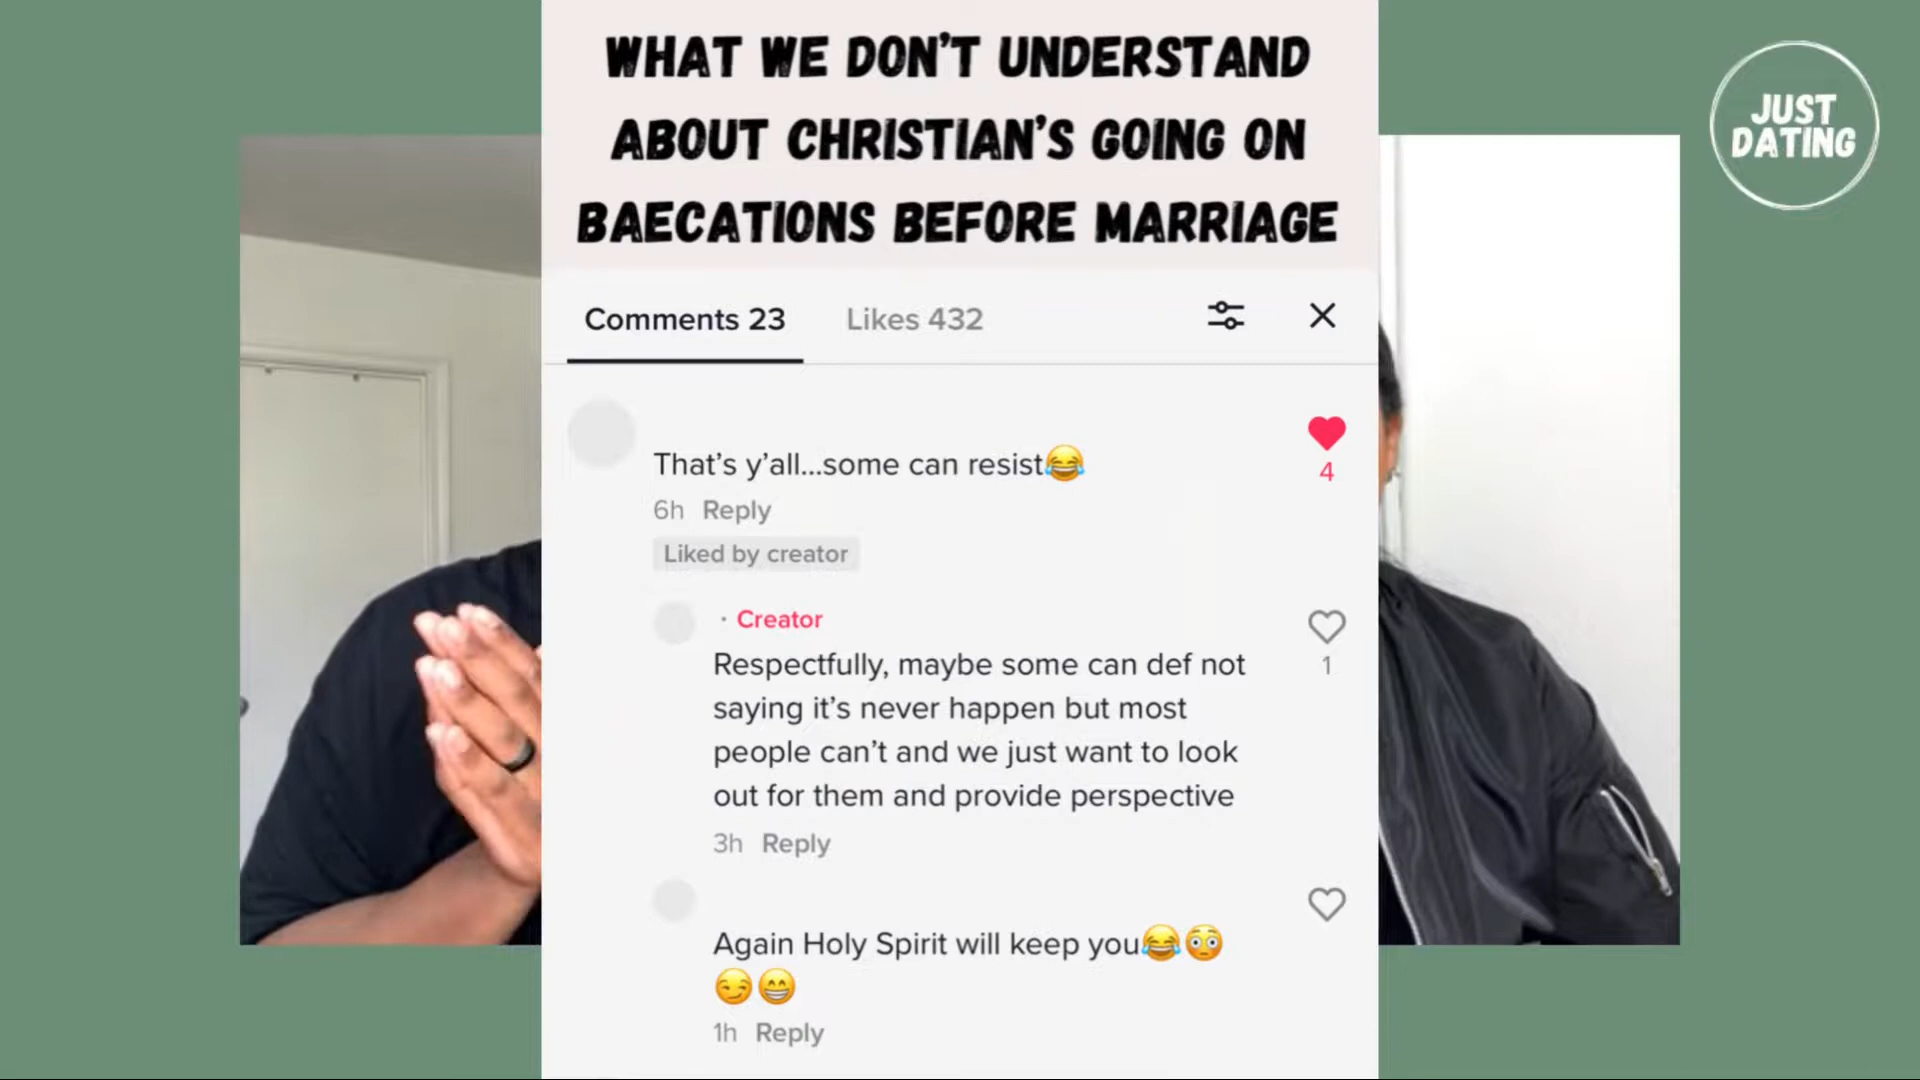 WHAT WE DON'T UNDERSTAND
ABOUT CHRISTIAN'S GOING ON
BAECATIONS BEFORE MARRIAGE
JUST
DATING
Comments 23 Likes 432
That's y'all...some can resist😂
4
6h Reply
Liked by creator
· Creator
Respectfully, maybe some can def not
1
saying it's never happen but most
people can't and we just want to look
out for them and provide perspective
3h Reply
Again Holy Spirit will keep you😂😳
😏😁
1h Reply